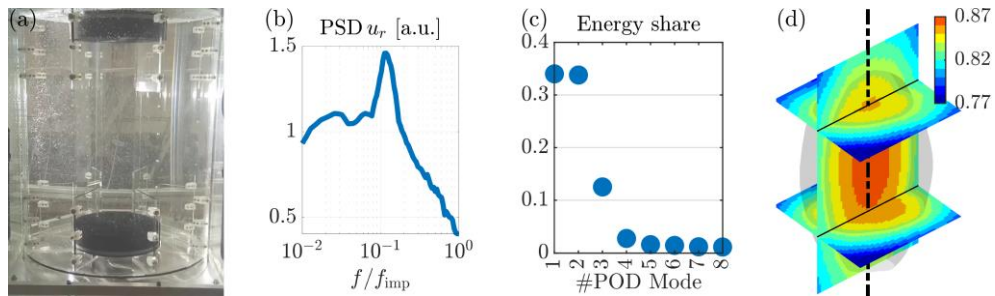 (a)
(b)
PSD u_r [a.u.]
1.5
1
0.5
10^-2
10^-1
10^0
f/f_imp
(c)
Energy share
0.4
0.3
0.2
0.1
0
1 2 3 4 5 6 7 8
#POD Mode
(d)
0.87
0.82
0.77